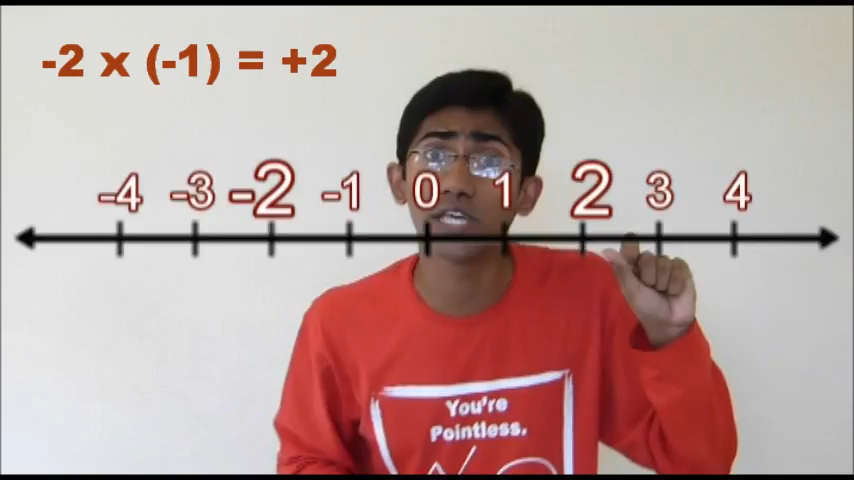 -2 x (-1) = +2
-4 -3 -2 -1 0 1 2 3 4
You're
Pointless.